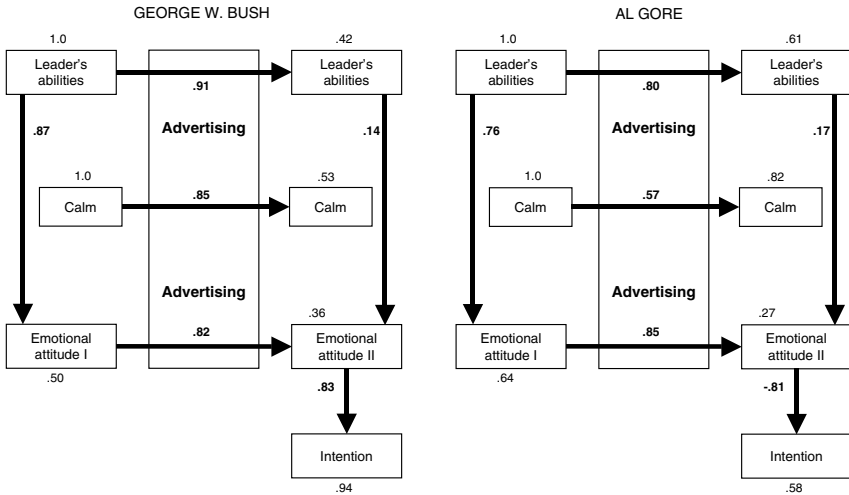 GEORGE W. BUSH
1.0
.42
Leader's
abilities
.91
Leader's
abilities
.87
Advertising
.14
1.0
.53
Calm
.85
Calm
Advertising
.36
Emotional
attitude I
.82
Emotional
attitude II
.50
.83
Intention
.94
AL GORE
1.0
.61
Leader's
abilities
.80
Leader's
abilities
.76
Advertising
.17
1.0
.82
Calm
.57
Calm
Advertising
.27
Emotional
attitude I
.85
Emotional
attitude II
.64
-.81
Intention
.58